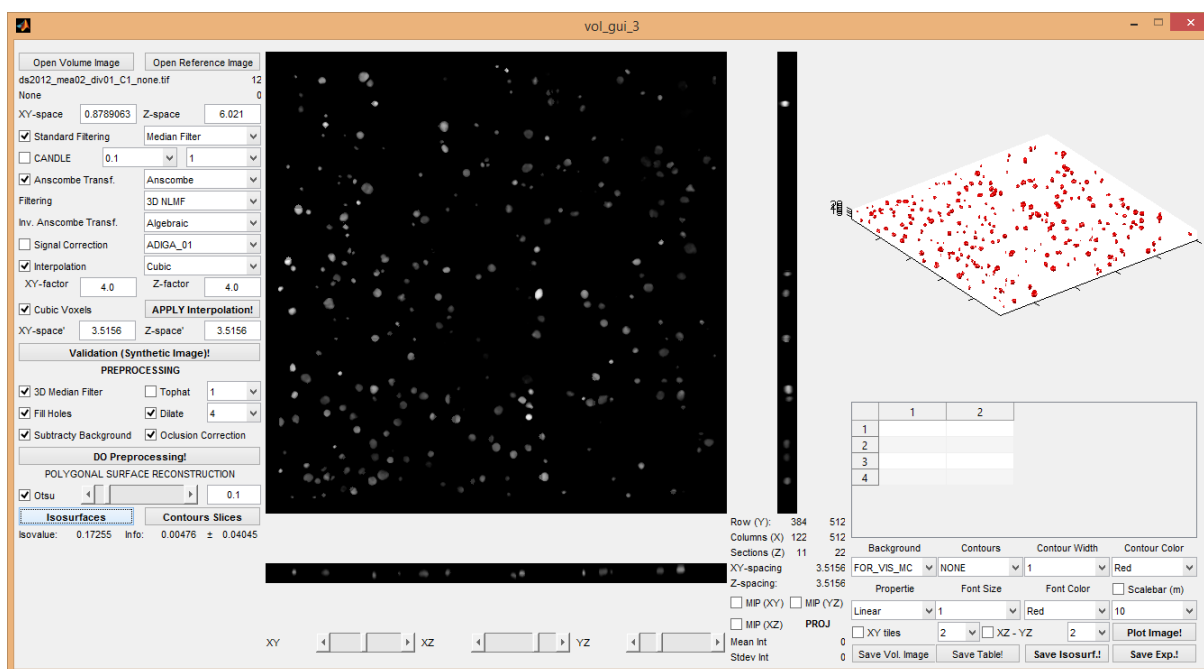 vol_gui_3
Open Volume Image Open Reference Image
ds2012_mea02_div01_C1_none.tif 12
None 0
XY-space 0.8789063 Z-space 6.021
Standard Filtering Median Filter
CANDLE 0.1 1
Anscombe Transf. Anscombe
Filtering 3D NLMF
Inv. Anscombe Transf. Algebraic
Signal Correction ADIGA_01
Interpolation Cubic
XY-factor 4.0 Z-factor 4.0
Cubic Voxels APPLY Interpolation!
XY-space' 3.5156 Z-space' 3.5156
Validation (Synthetic Image)!
PREPROCESSING
3D Median Filter Tophat 1
Fill Holes Dilate 4
Subtracty Background Oclusion Correction
DO Preprocessing!
POLYGONAL SURFACE RECONSTRUCTION
Otsu 0.1
Isosurfaces Contours Slices
Isovalue: 0.17255 Info: 0.00476 ± 0.04045
XY XZ YZ
Row (Y): 384 512
Columns (X) 122 512
Sections (Z) 11 22
XY-spacing 3.5156
Z-spacing: 3.5156
MIP (XY) MIP (YZ)
MIP (XZ) PROJ
Mean Int 0
Stdev Int 0
1 2
1
2
3
4
Background Contours Contour Width Contour Color
FOR_VIS_MC NONE 1 Red
Propertie Font Size Font Color Scalebar (m)
Linear 1 Red 10
XY tiles 2 XZ - YZ 2 Plot Image!
Save Vol. Image Save Table! Save Isosurf.! Save Exp.!